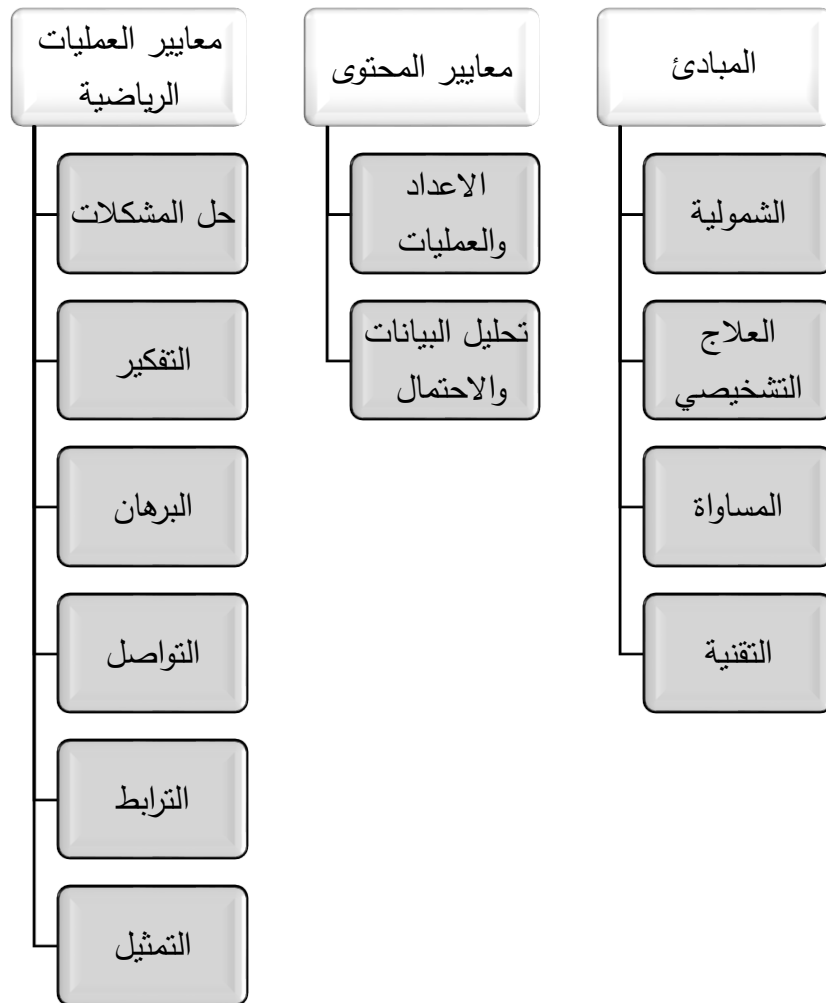 المبادئ
الشمولية
العلاج
التشخيصي
المساواة
التقنية
معايير المحتوى
الاعداد
والعمليات
تحليل البيانات
والاحتمال
معايير العمليات
الرياضية
حل المشكلات
التفكير
البرهان
التواصل
الترابط
التمثيل